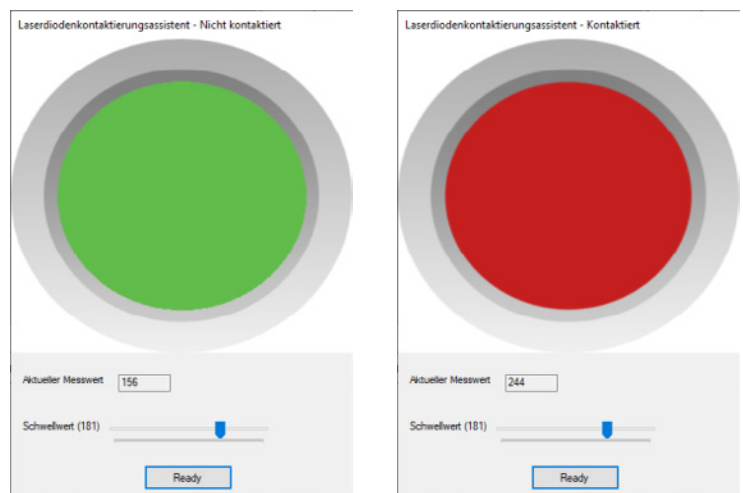 Laserdiodenkontaktierungsassistent - Nicht kontaktiert
Aktueller Messwert 156
Schwellwert (181)
Ready
Laserdiodenkontaktierungsassistent - Kontaktiert
Aktueller Messwert 244
Schwellwert (181)
Ready